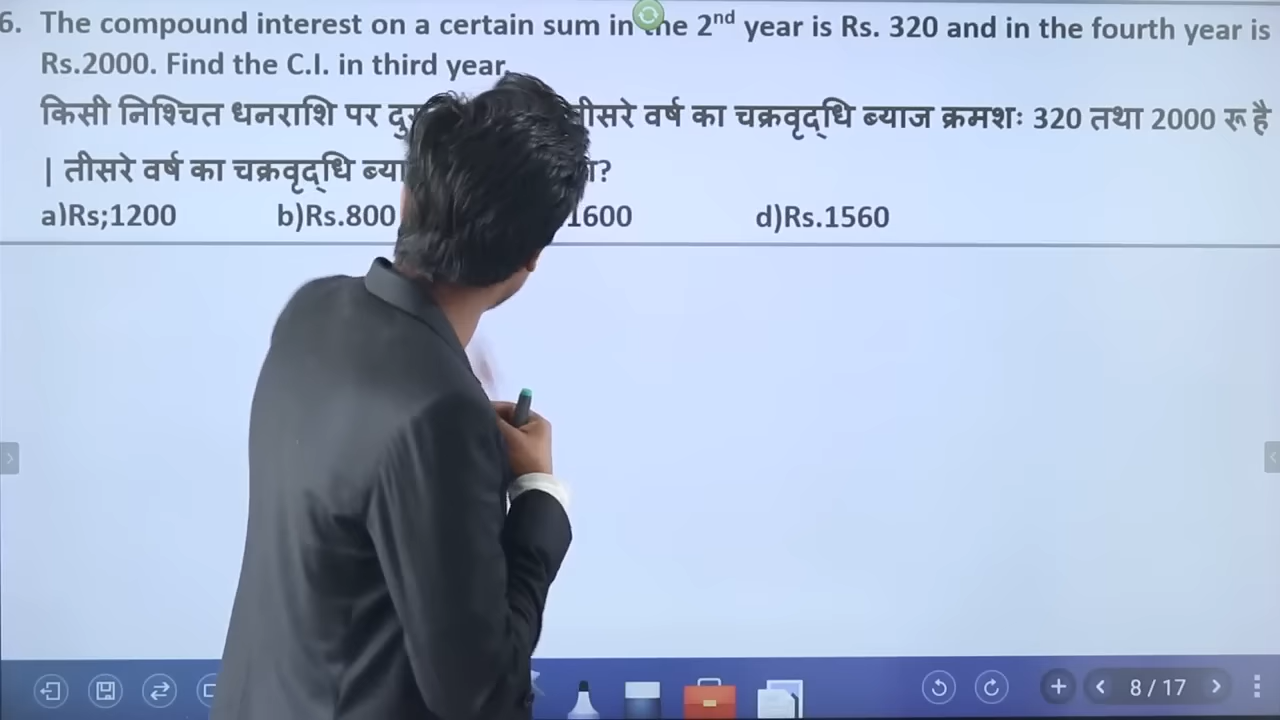 6. The compound interest on a certain sum in the 2nd year is Rs. 320 and in the fourth year is
Rs.2000. Find the C.I. in third year.
किसी निश्चित धनराशि पर तीसरे वर्ष का चक्रवृद्धि ब्याज क्रमशः 320 तथा 2000 रू है
| तीसरे वर्ष का चक्रवृद्धि
a)Rs;1200 b)Rs.800 1600 d)Rs.1560
8 / 17